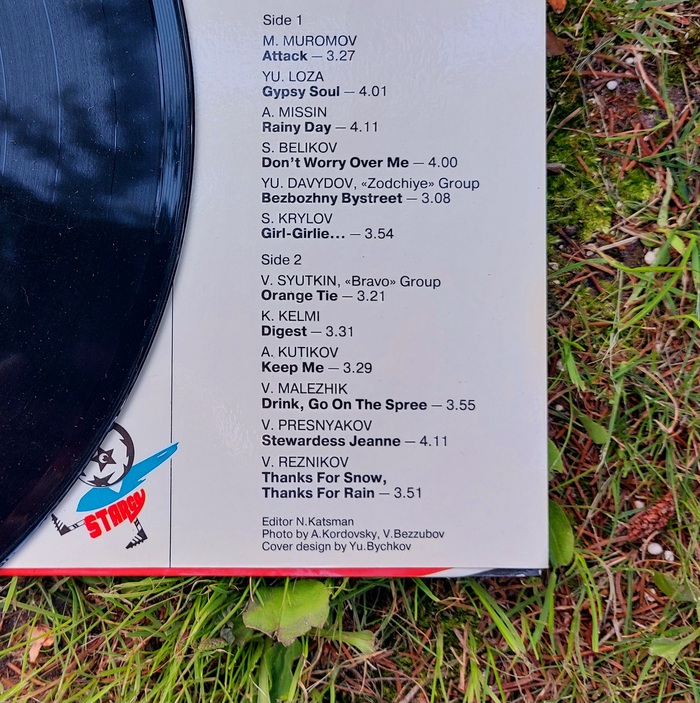 Side 1
M. MUROMOV
Attack — 3.27
YU. LOZA
Gypsy Soul — 4.01
A. MISSIN
Rainy Day — 4.11
S. BELIKOV
Don't Worry Over Me — 4.00
YU. DAVYDOV, «Zodchiye» Group
Bezbozhny Bystreet — 3.08
S. KRYLOV
Girl-Girlie... — 3.54
Side 2
V. SYUTKIN, «Bravo» Group
Orange Tie — 3.21
K. KELMI
Digest — 3.31
A. KUTIKOV
Keep Me — 3.29
V. MALEZHIK
Drink, Go On The Spree — 3.55
V. PRESNYAKOV
Stewardess Jeanne — 4.11
V. REZNIKOV
Thanks For Snow,
Thanks For Rain — 3.51
Editor N.Katsman
Photo by A.Kordovsky, V.Bezzubov
Cover design by Yu.Bychkov